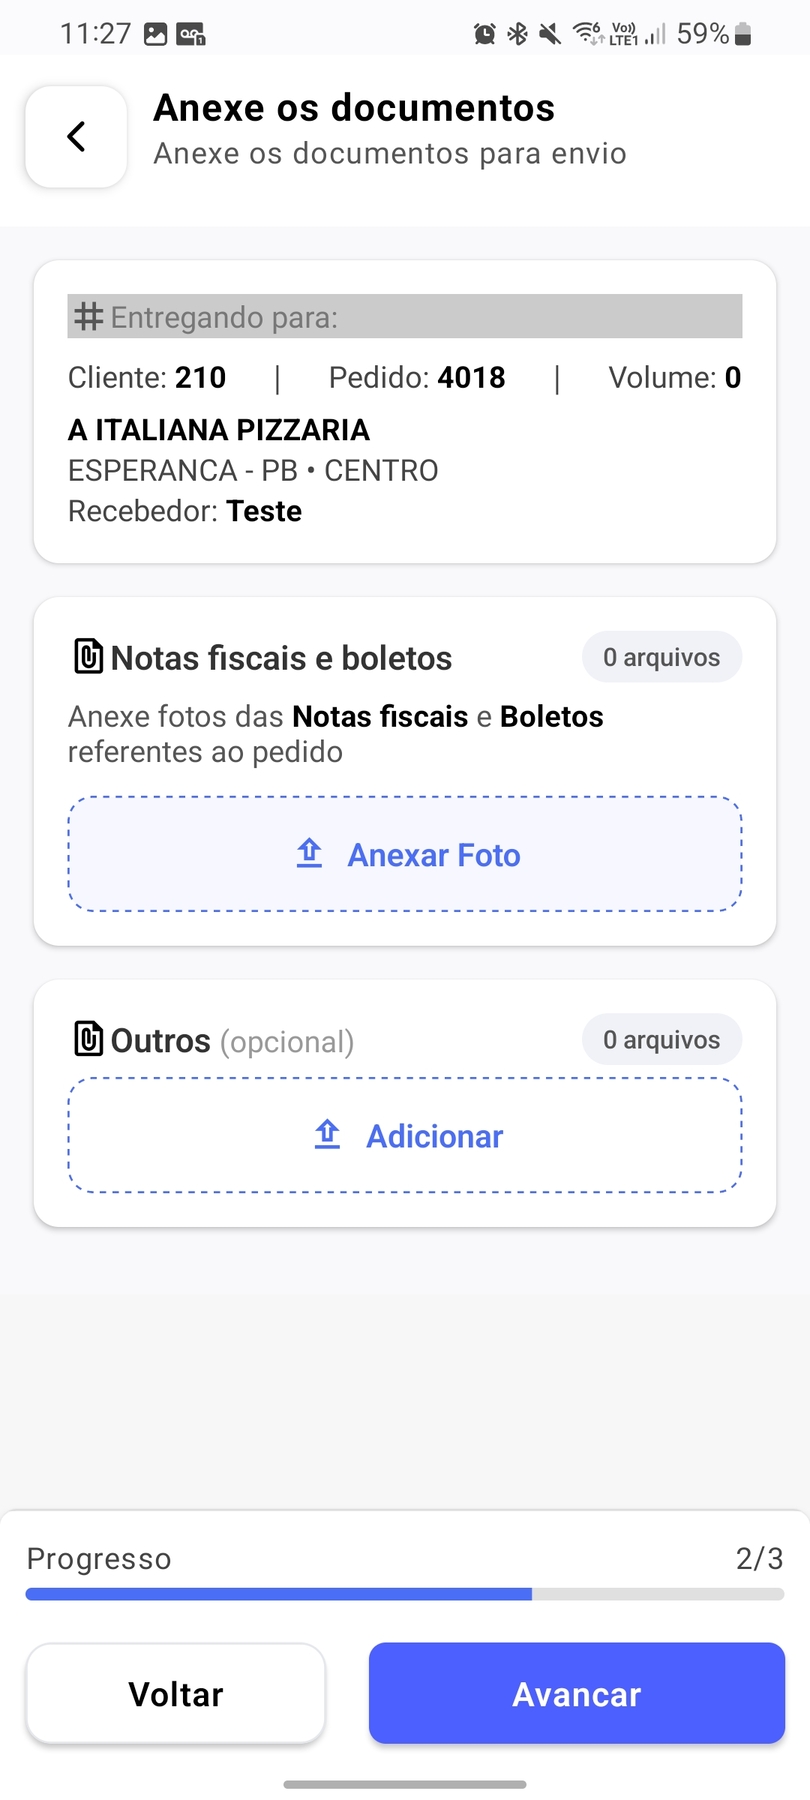 11:27
Vo)) LTE1 59%
Anexe os documentos
Anexe os documentos para envio
Entregando para:
Cliente: 210 | Pedido: 4018 | Volume: 0
A ITALIANA PIZZARIA
ESPERANCA - PB • CENTRO
Recebedor: Teste
Notas fiscais e boletos 0 arquivos
Anexe fotos das Notas fiscais e Boletos
referentes ao pedido
Anexar Foto
Outros (opcional) 0 arquivos
Adicionar
Progresso 2/3
Voltar Avancar